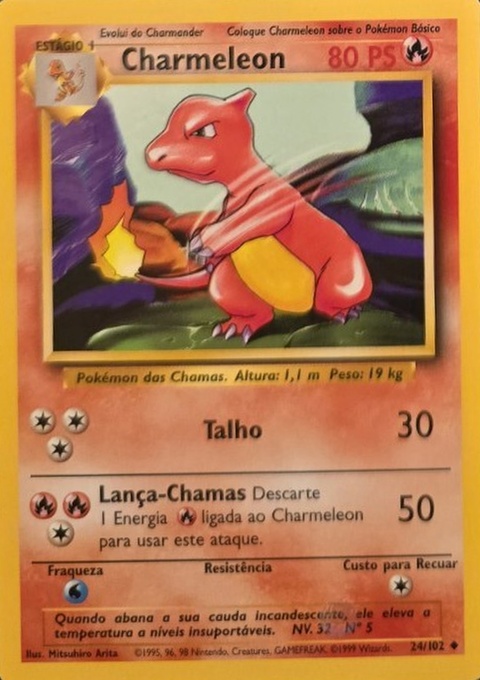 Evolui do Charmander Coloque Charmeleon sobre o Pokémon Básico
ESTÁGIO 1
Charmeleon 80 PS
Pokémon das Chamas. Altura: 1,1 m Peso: 19 kg
Talho 30
Lança-Chamas Descarte
1 Energia ligada ao Charmeleon
para usar este ataque.
50
Fraqueza Resistência Custo para Recuar
Quando abana a sua cauda incandescente, ele eleva a
temperatura a níveis insuportáveis. NV. 32 Nº 5
Ilus. Mitsuhiro Arita ©1995, 96, 98 Nintendo, Creatures, GAMEFREAK. ©1999 Wizards. 24/102